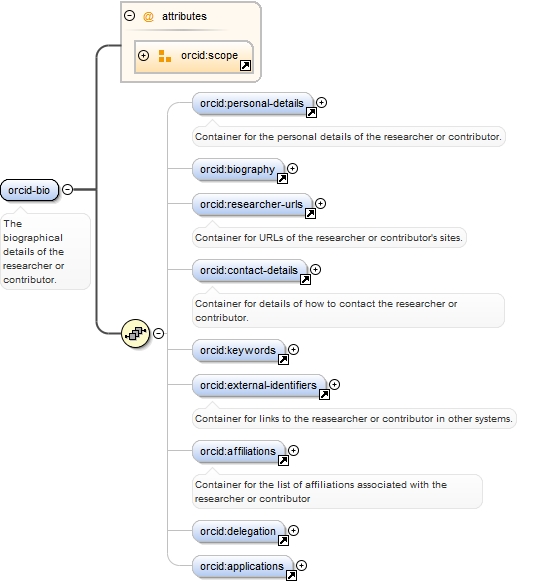 @ attributes
orcid:scope
orcid:personal-details
Container for the personal details of the researcher or contributor.
orcid:biography
orcid-bio
The
biographical
details of the
researcher or
contributor.
orcid:researcher-urls
Container for URLs of the researcher or contributor's sites.
orcid:contact-details
Container for details of how to contact the researcher or
contributor.
orcid:keywords
orcid:external-identifiers
Container for links to the reasearcher or contributor in other systems.
orcid:affiliations
Container for the list of affiliations associated with the
researcher or contributor
orcid:delegation
orcid:applications